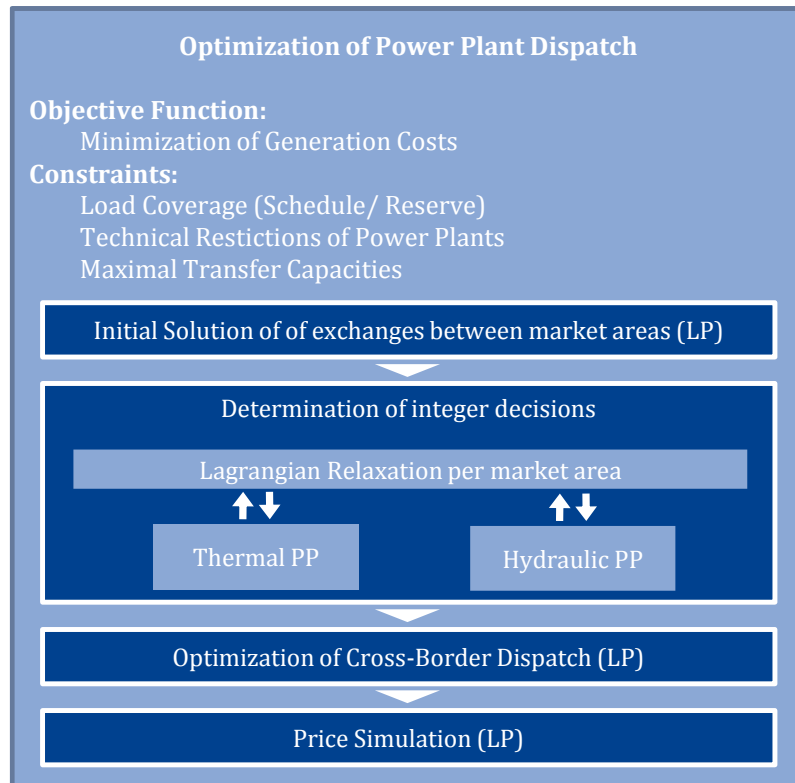 Optimization of Power Plant Dispatch
Objective Function:
Minimization of Generation Costs
Constraints:
Load Coverage (Schedule/ Reserve)
Technical Restictions of Power Plants
Maximal Transfer Capacities
Initial Solution of of exchanges between market areas (LP)
Determination of integer decisions
Lagrangian Relaxation per market area
Thermal PP
Hydraulic PP
Optimization of Cross-Border Dispatch (LP)
Price Simulation (LP)